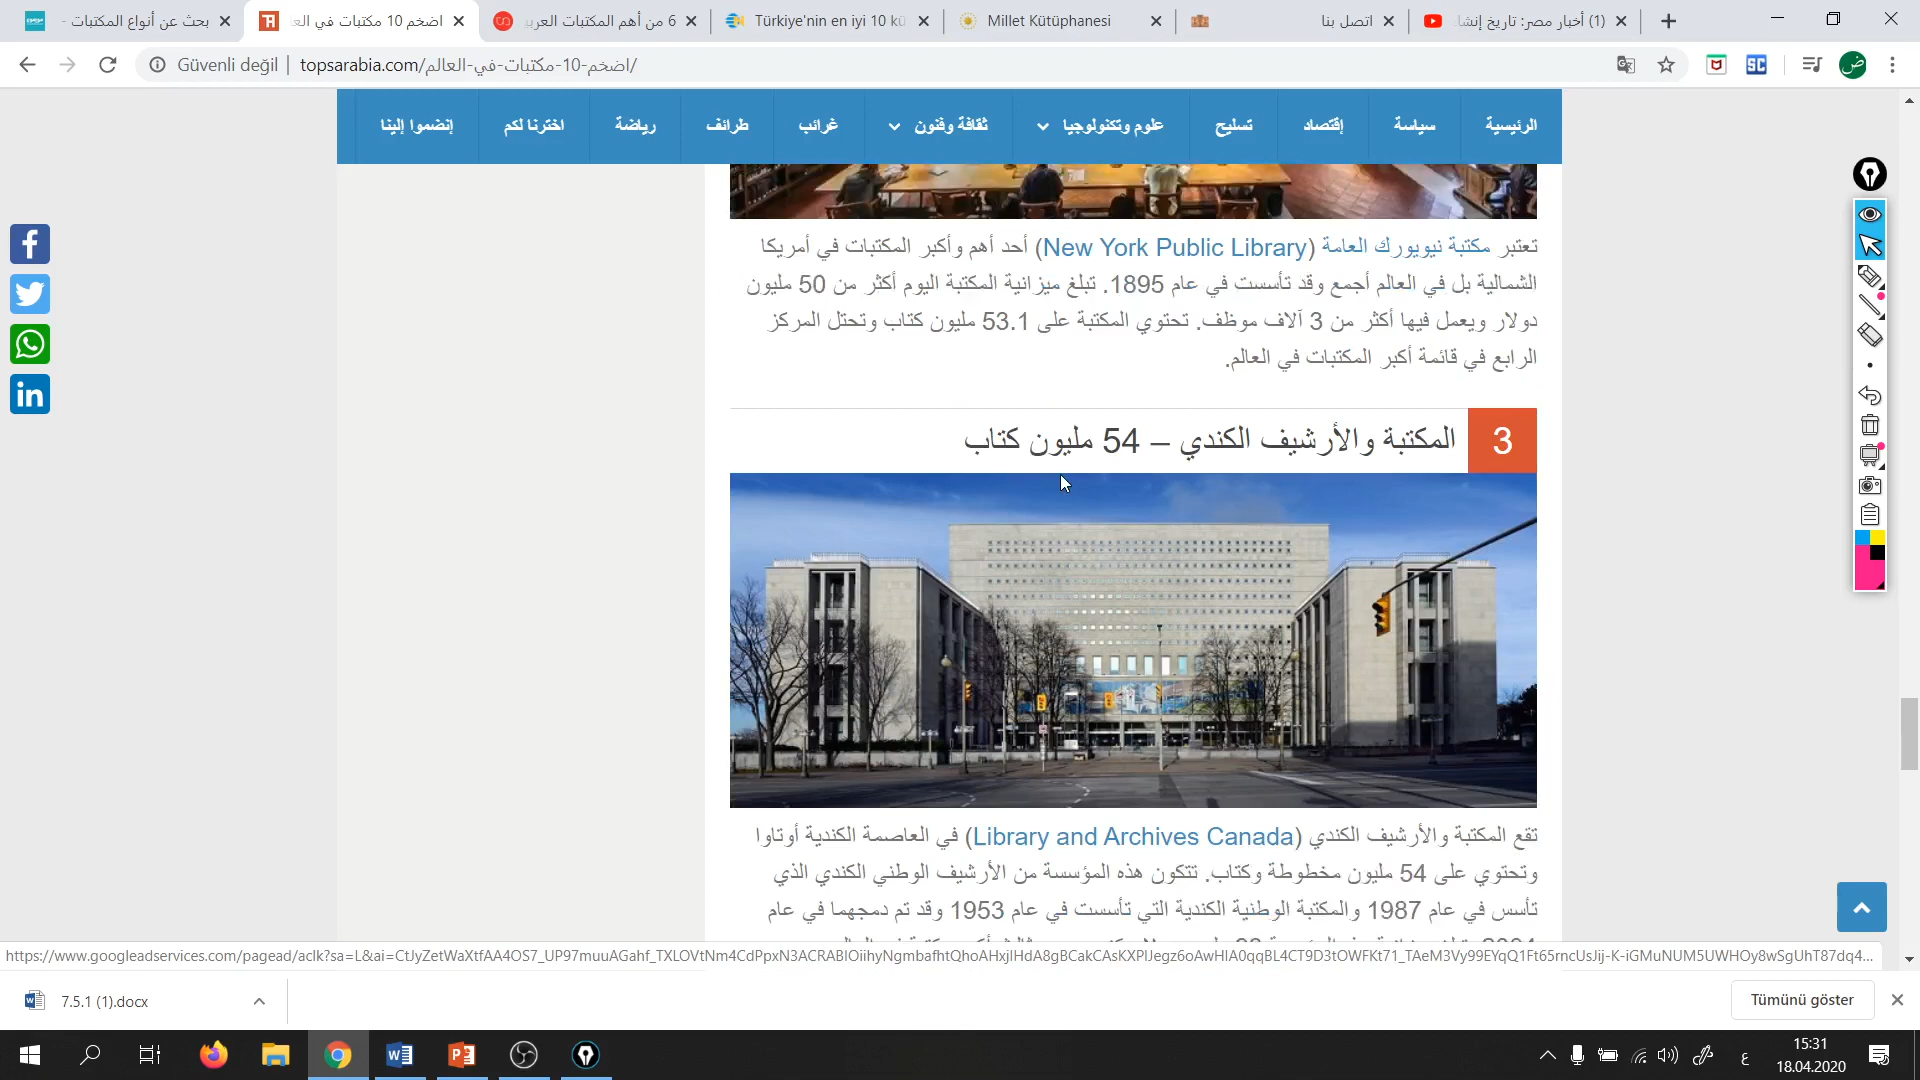 بحث عن أنواع المكتبات -
اضخم 10 مكتبات في الع
6 من أهم المكتبات العربي
Türkiye'nin en iyi 10 kü
Millet Kütüphanesi
اتصل بنا
(1) أخبار مصر: تاريخ إنشا
Güvenli değil
topsarabia.com/اضخم-10-مكتبات-في-العالم/
الرئيسية
سياسة
إقتصاد
تسليح
علوم وتكنولوجيا
ثقافة وفنون
غرائب
طرائف
رياضة
اخترنا لكم
إنضموا إلينا
تعتبر مكتبة نيويورك العامة (New York Public Library) أحد أهم وأكبر المكتبات في أمريكا
الشمالية بل في العالم أجمع وقد تأسست في عام 1895. تبلغ ميزانية المكتبة اليوم أكثر من 50 مليون
دولار ويعمل فيها أكثر من 3 آلاف موظف. تحتوي المكتبة على 53.1 مليون كتاب وتحتل المركز
الرابع في قائمة أكبر المكتبات في العالم.
3
المكتبة والأرشيف الكندي – 54 مليون كتاب
تقع المكتبة والأرشيف الكندي (Library and Archives Canada) في العاصمة الكندية أوتاوا
وتحتوي على 54 مليون مخطوطة وكتاب. تتكون هذه المؤسسة من الأرشيف الوطني الكندي الذي
تأسس في عام 1987 والمكتبة الوطنية الكندية التي تأسست في عام 1953 وقد تم دمجهما في عام
7.5.1 (1).docx
Tümünü göster
ع
15:31
18.04.2020